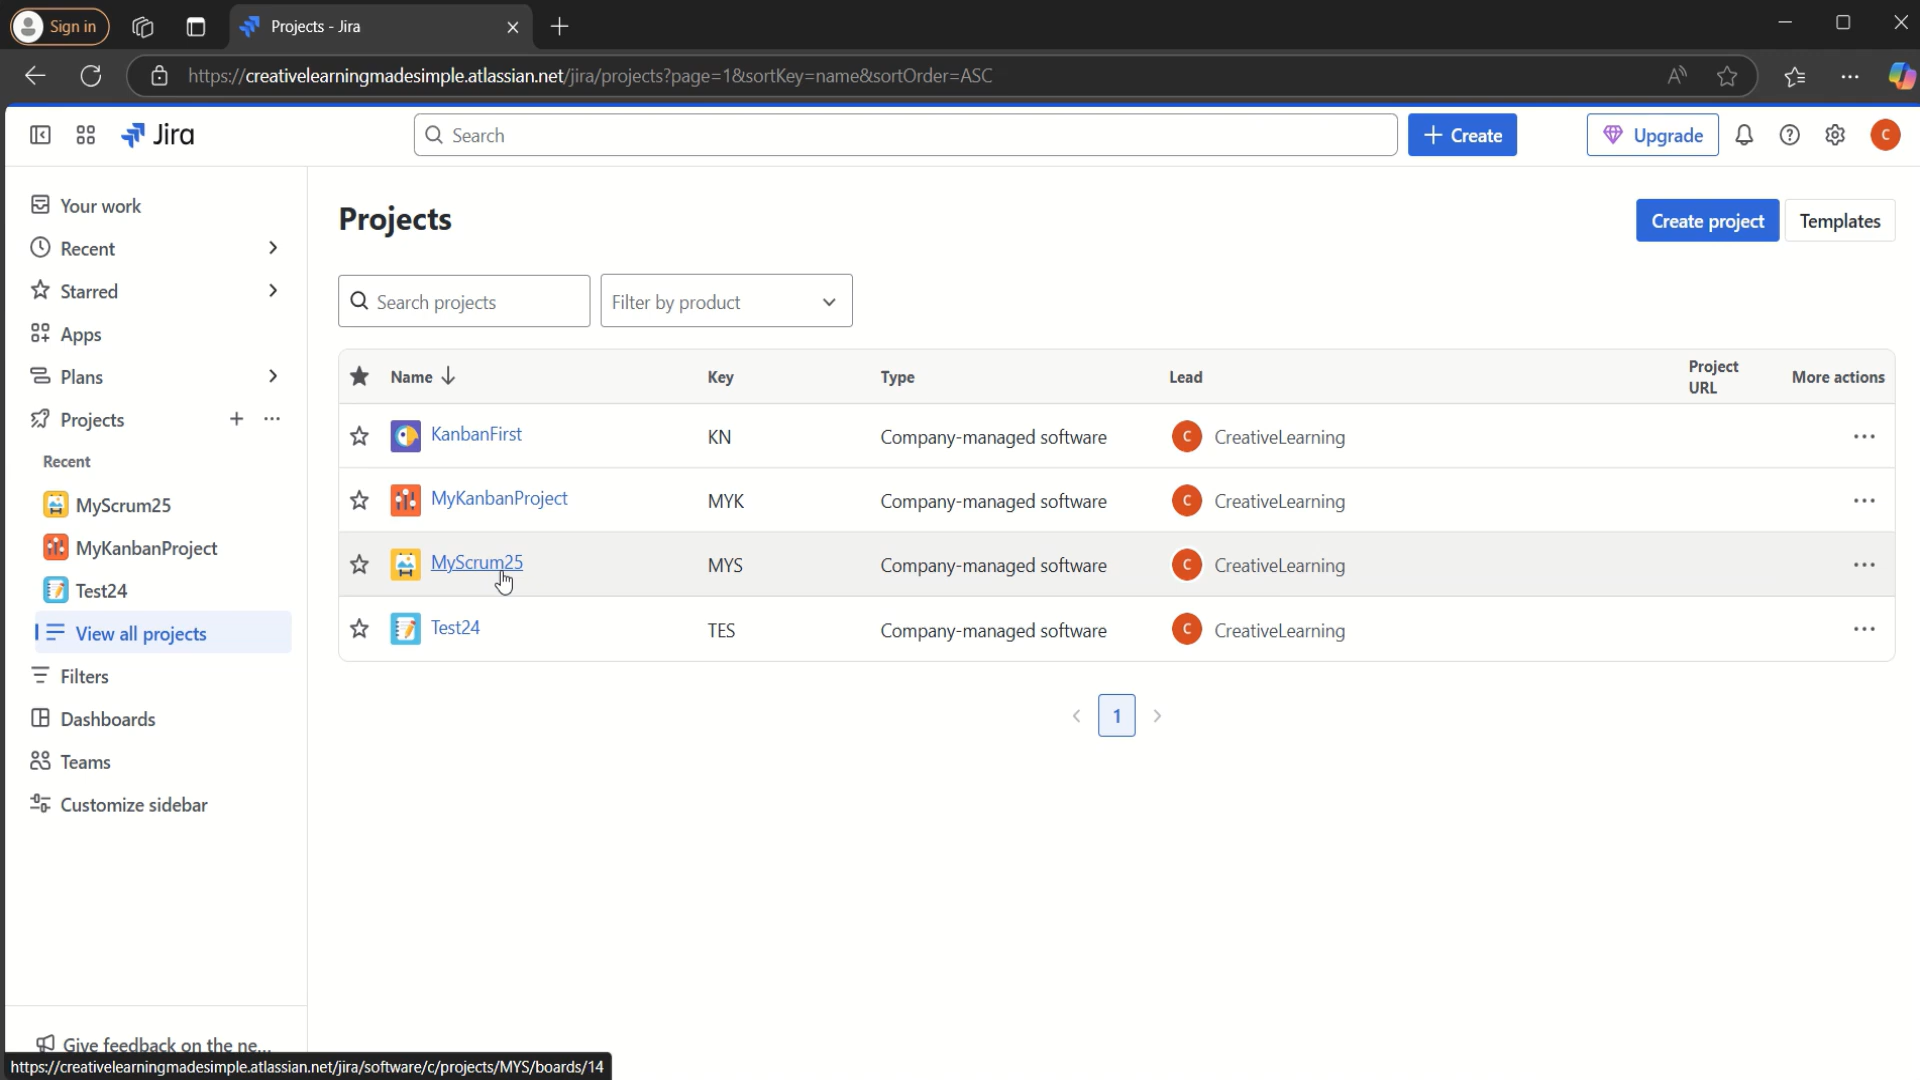 Sign in
Projects - Jira
https://creativelearningmadesimple.atlassian.net/jira/projects?page=1&sortKey=name&sortOrder=ASC
Jira
Search
+ Create
Upgrade
C
Your work
Recent
Starred
Apps
Plans
Projects
Recent
MyScrum25
MyKanbanProject
Test24
View all projects
Filters
Dashboards
Teams
Customize sidebar
Give feedback on the ne...
Projects
Create project
Templates
Search projects
Filter by product
Name Key Type Lead Project URL More actions
KanbanFirst KN Company-managed software C CreativeLearning
MyKanbanProject MYK Company-managed software C CreativeLearning
MyScrum25 MYS Company-managed software C CreativeLearning
Test24 TES Company-managed software C CreativeLearning
1
https://creativelearningmadesimple.atlassian.net/jira/software/c/projects/MYS/boards/14